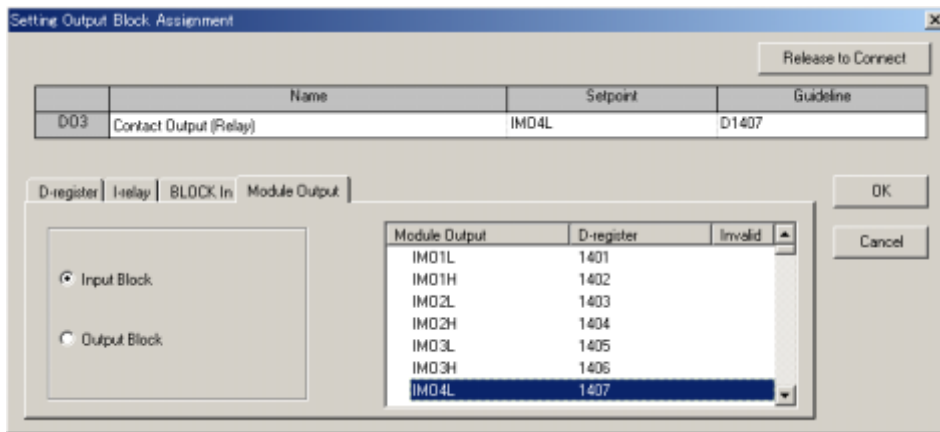 Setting Output Block Assignment
Release to Connect
Name Setpoint Guideline
DO3 Contact Output (Relay) IMO4L D1407
D-register I-relay BLOCK In Module Output
OK
Cancel
Input Block
Output Block
Module Output D-register Invalid
IMO1L 1401
IMO1H 1402
IMO2L 1403
IMO2H 1404
IMO3L 1405
IMO3H 1406
IMO4L 1407